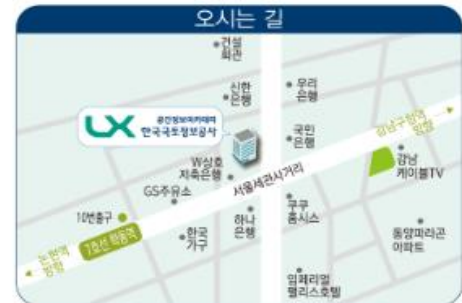 오시는 길
건설
회관
신한
은행
우리
은행
LX 공간정보아카데미
한국국토정보공사
국민
은행
강남구청역
방향
W상호
저축은행
서울세관사거리
강남
케이블TV
GS주유소
10번출구
하나
은행
쿠쿠
홈시스
한국
가구
7호선 학동역
논현역
방향
동양파라곤
아파트
임페리얼
팰리스호텔